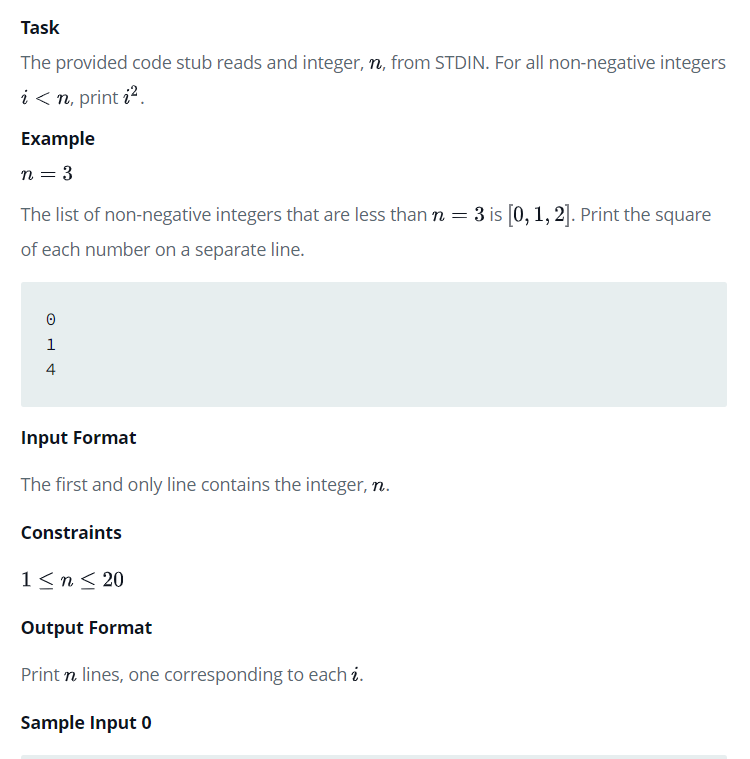 Task
The provided code stub reads and integer, n, from STDIN. For all non-negative integers
i < n, print i².
Example
n = 3
The list of non-negative integers that are less than n = 3 is [0, 1, 2]. Print the square
of each number on a separate line.
0
1
4
Input Format
The first and only line contains the integer, n.
Constraints
1 ≤ n ≤ 20
Output Format
Print n lines, one corresponding to each i.
Sample Input 0